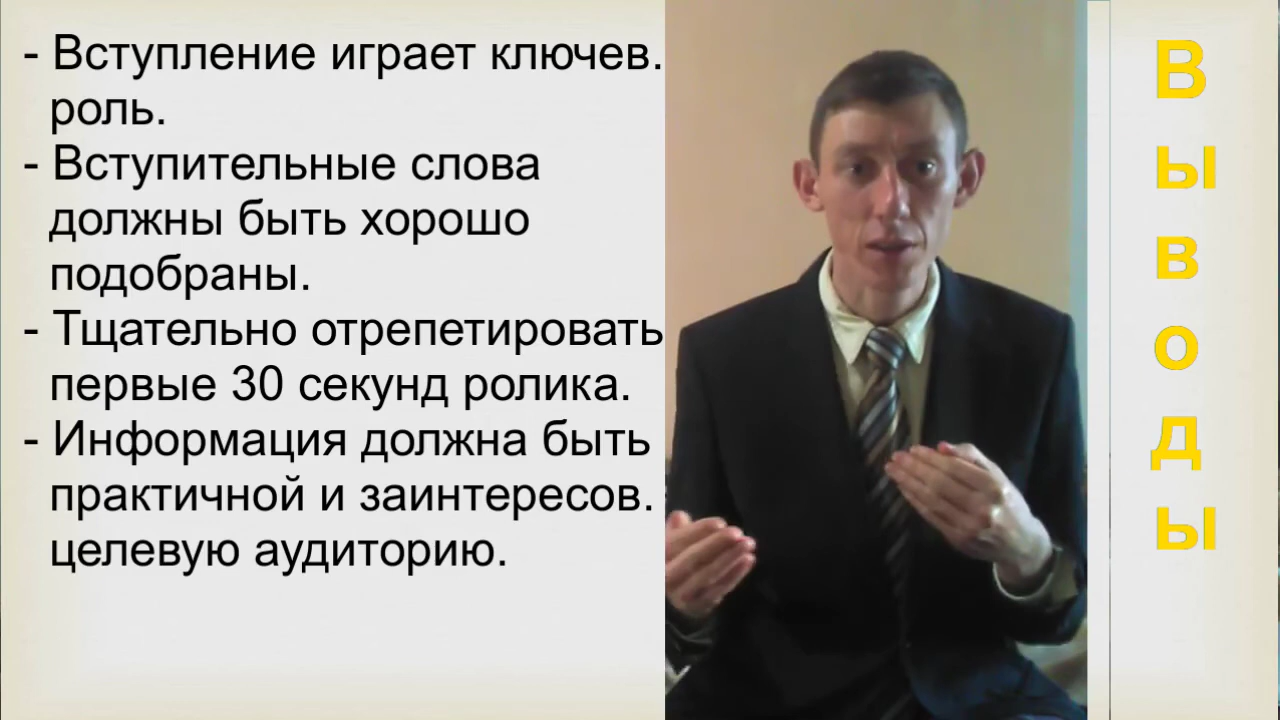 - Вступление играет ключев.
роль.
- Вступительные слова
должны быть хорошо
подобраны.
- Тщательно отрепетировать
первые 30 секунд ролика.
- Информация должна быть
практичной и заинтересов.
целевую аудиторию.
Выводы